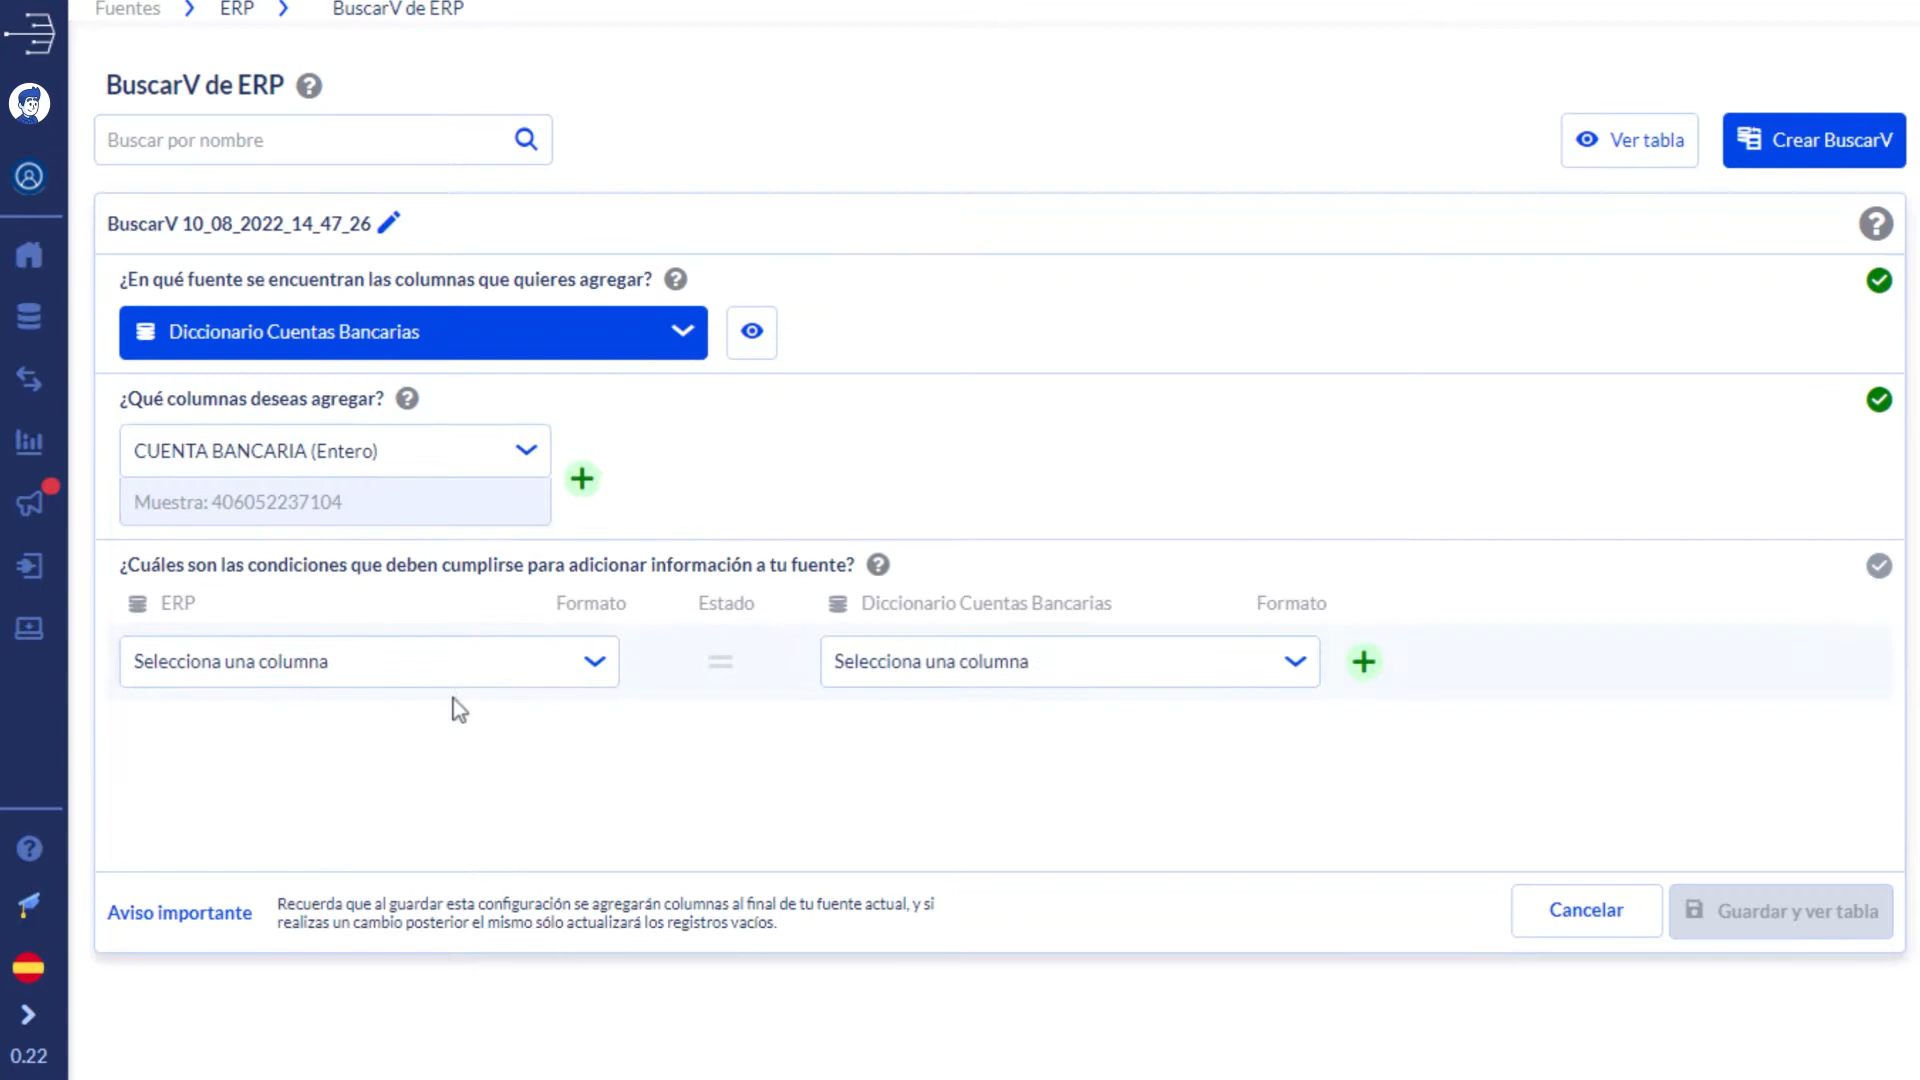 Fuentes ERP BuscarV de ERP
BuscarV de ERP
Buscar por nombre
Ver tabla
Crear BuscarV
BuscarV 10_08_2022_14_47_26
¿En qué fuente se encuentran las columnas que quieres agregar?
Diccionario Cuentas Bancarias
¿Qué columnas deseas agregar?
CUENTA BANCARIA (Entero)
Muestra: 406052237104
¿Cuáles son las condiciones que deben cumplirse para adicionar información a tu fuente?
ERP Formato Estado Diccionario Cuentas Bancarias Formato
Selecciona una columna = Selecciona una columna
Aviso importante
Recuerda que al guardar esta configuración se agregarán columnas al final de tu fuente actual, y si
realizas un cambio posterior el mismo sólo actualizará los registros vacíos.
Cancelar
Guardar y ver tabla
0.22